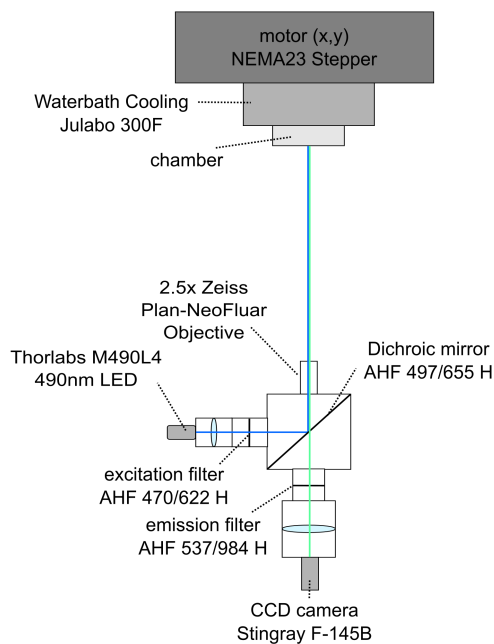 motor (x,y)
NEMA23 Stepper
Waterbath Cooling
Julabo 300F
chamber
2.5x Zeiss
Plan-NeoFluar
Objective
Dichroic mirror
AHF 497/655 H
Thorlabs M490L4
490nm LED
excitation filter
AHF 470/622 H
emission filter
AHF 537/984 H
CCD camera
Stingray F-145B